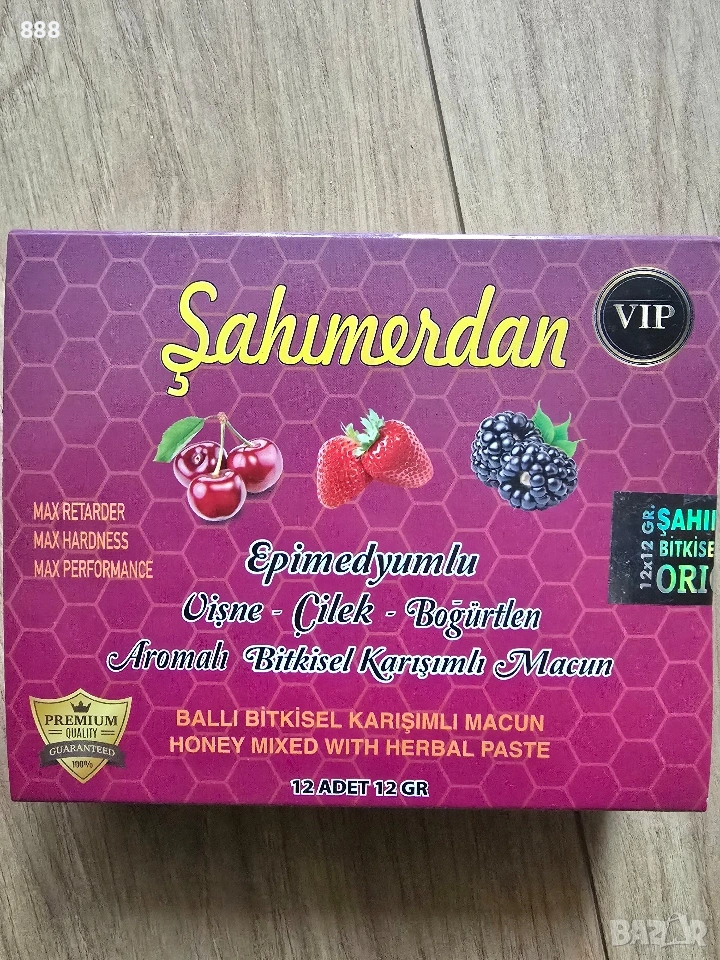 888
Şahımerdan
VIP
MAX RETARDER
MAX HARDNESS
MAX PERFORMANCE
12x12 GR.
ŞAHI
BİTKİSE
ORİ
Epimedyumlu
Vişne - Çilek - Boğürtlen
Aromalı Bitkisel Karışımlı Macun
PREMIUM
QUALITY
GUARANTEED
100%
BALLI BİTKİSEL KARIŞIMLI MACUN
HONEY MIXED WITH HERBAL PASTE
12 ADET 12 GR
BAZAR